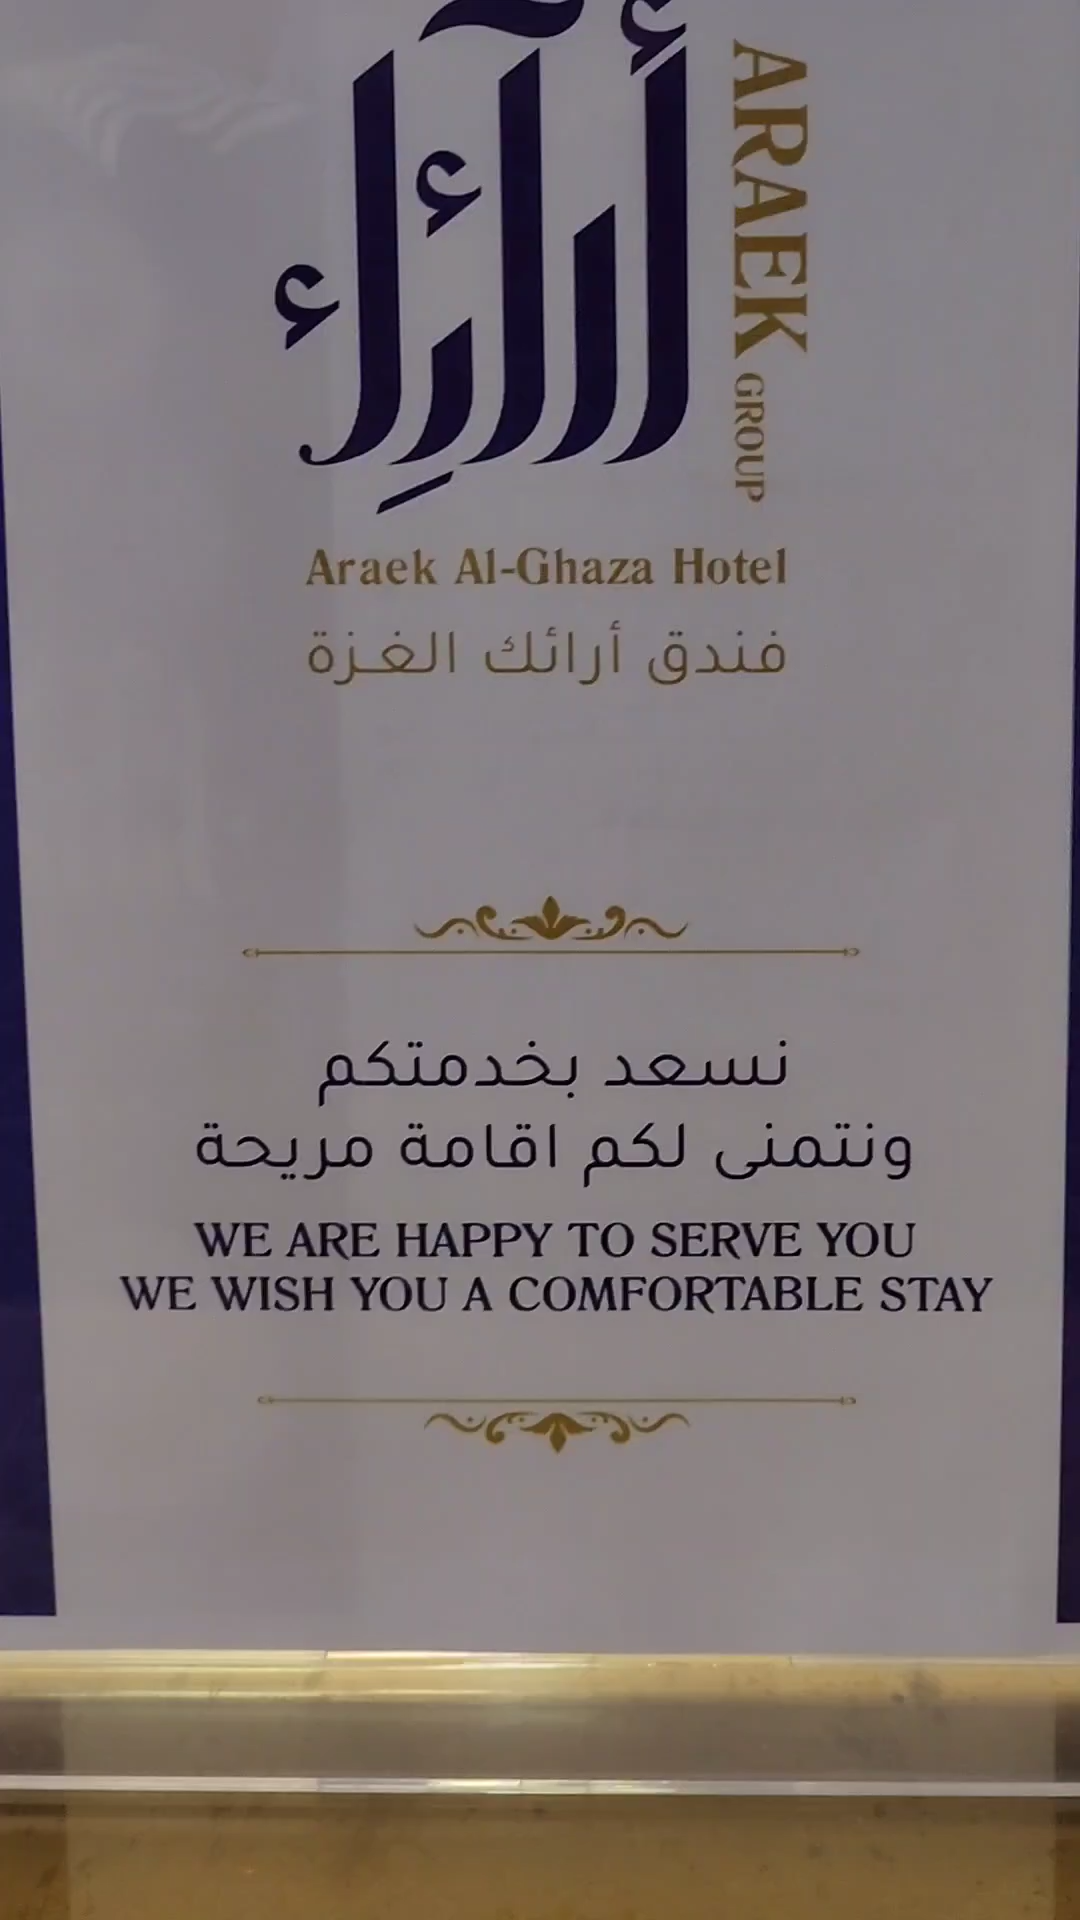 أرائك
ARAEK GROUP
Araek Al-Ghaza Hotel
فندق أرائك الغزة
نسعد بخدمتكم
ونتمنى لكم اقامة مريحة
WE ARE HAPPY TO SERVE YOU
WE WISH YOU A COMFORTABLE STAY